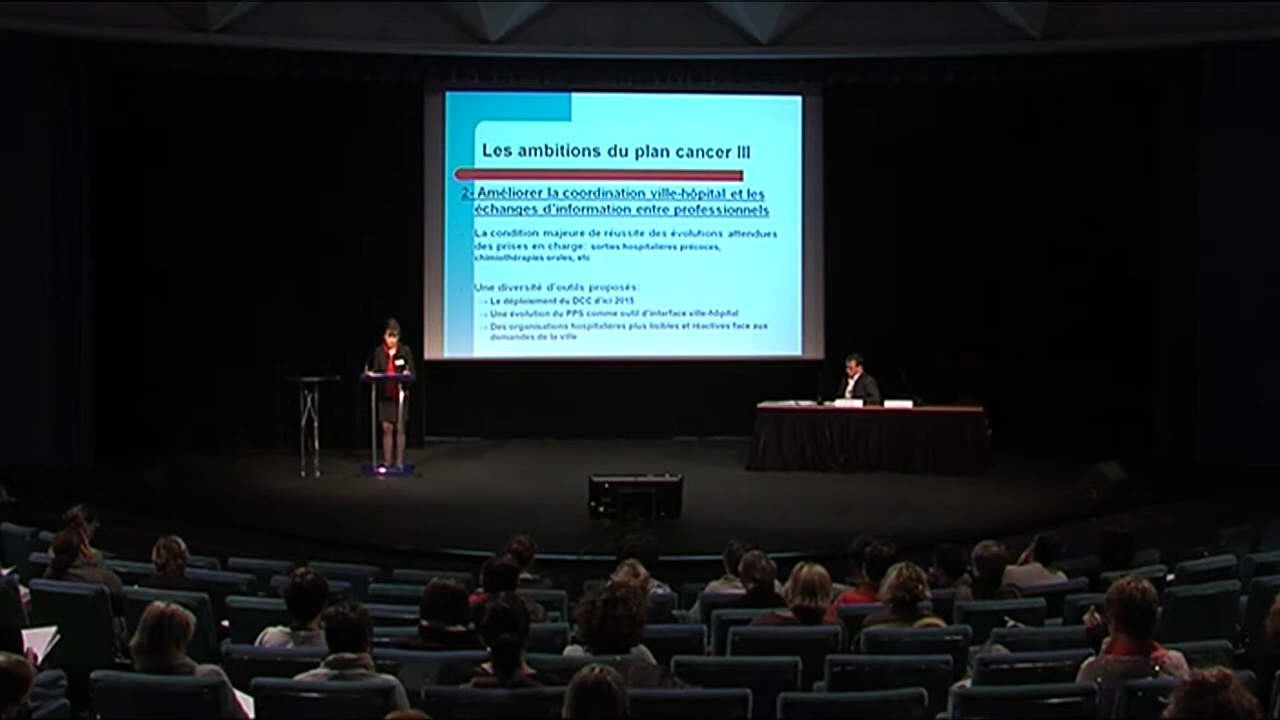 Les ambitions du plan cancer III
2- Améliorer la coordination ville-hôpital et les
échanges d'information entre professionnels
La condition majeure de réussite des évolutions attendues
des prises en charge: sorties hospitalières précoces,
chimiothérapies orales, etc
Une diversité d'outils proposés:
Le déploiement du DCC d'ici 2015
Une évolution du PPS comme outil d'interface ville-hôpital
Des organisations hospitalières plus lisibles et réactives face aux
demandes de la ville